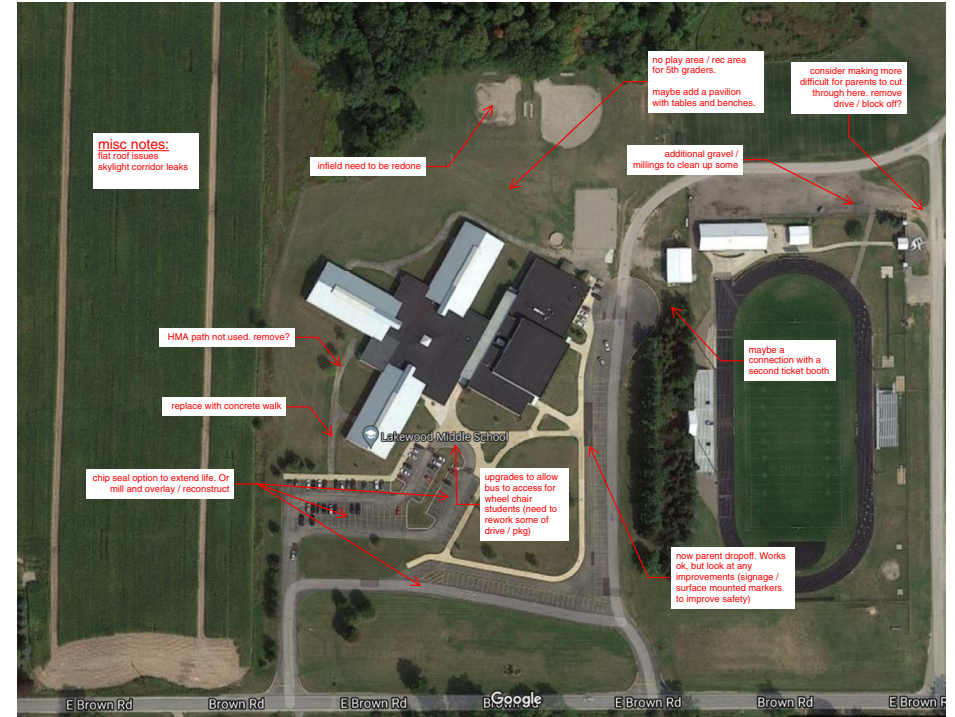 no play area / rec area
for 5th graders.
maybe add a pavilion
with tables and benches.
consider making more
difficult for parents to cut
through here. remove
drive / block off?
misc notes:
flat roof issues
skylight corridor leaks
infield need to be redone
additional gravel /
millings to clean up some
HMA path not used. remove?
maybe a
connection with a
second ticket booth
replace with concrete walk
Lakewood Middle School
chip seal option to extend life. Or
mill and overlay / reconstruct
upgrades to allow
bus to access for
wheel chair
students (need to
rework some of
drive / pkg)
now parent dropoff. Works
ok, but look at any
improvements (signage /
surface mounted markers
to improve safety)
Google
E Brown Rd
Brown Rd
E Brown Rd
Brown Rd
E Brown Rd
Brown Rd
E Brown R